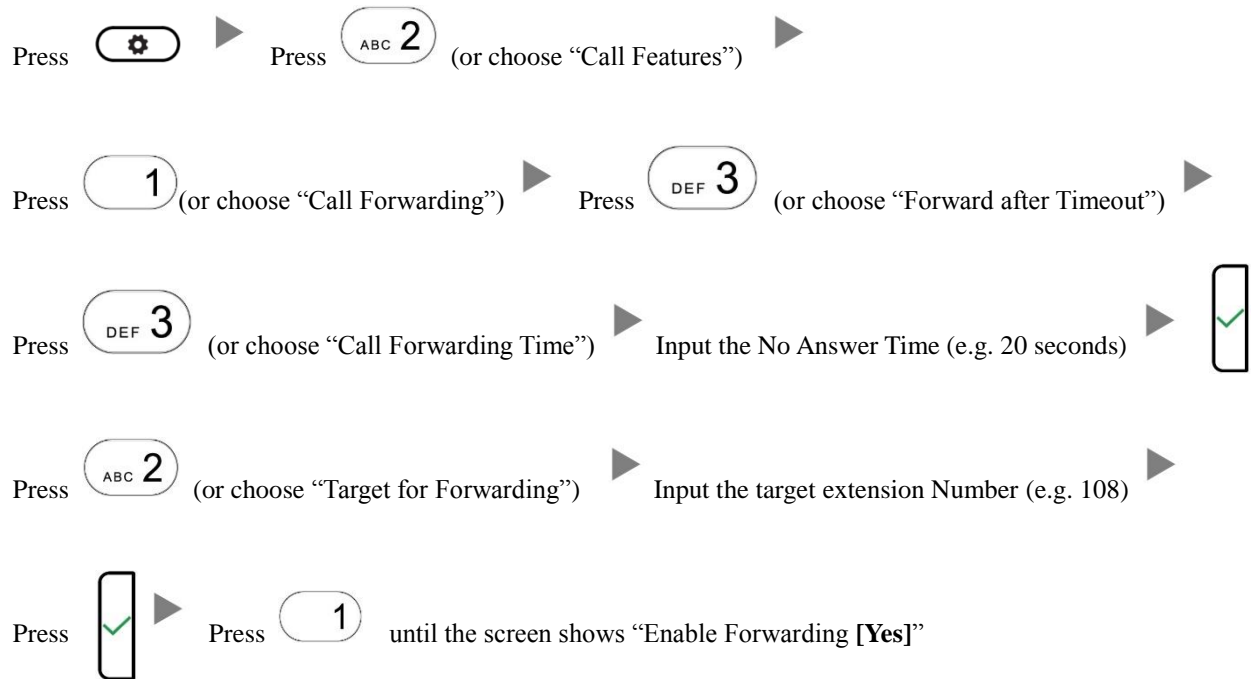 Press ABC 2 Press (or choose “Call Features”)
Press 1 (or choose “Call Forwarding”) Press DEF 3 (or choose “Forward after Timeout”)
Press DEF 3 (or choose “Call Forwarding Time”) Input the No Answer Time (e.g. 20 seconds)
Press ABC 2 (or choose “Target for Forwarding”) Input the target extension Number (e.g. 108)
Press Press 1 until the screen shows “Enable Forwarding [Yes]”